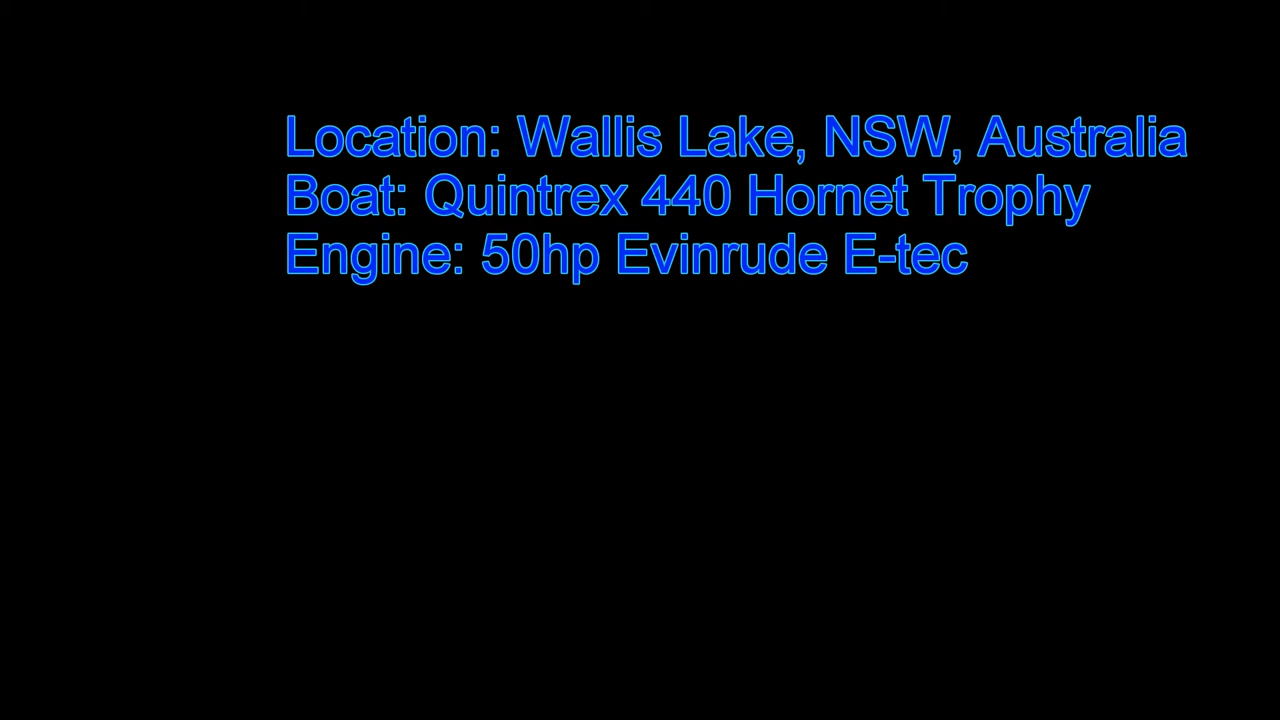 Location: Wallis Lake, NSW, Australia
Boat: Quintrex 440 Hornet Trophy
Engine: 50hp Evinrude E-tec